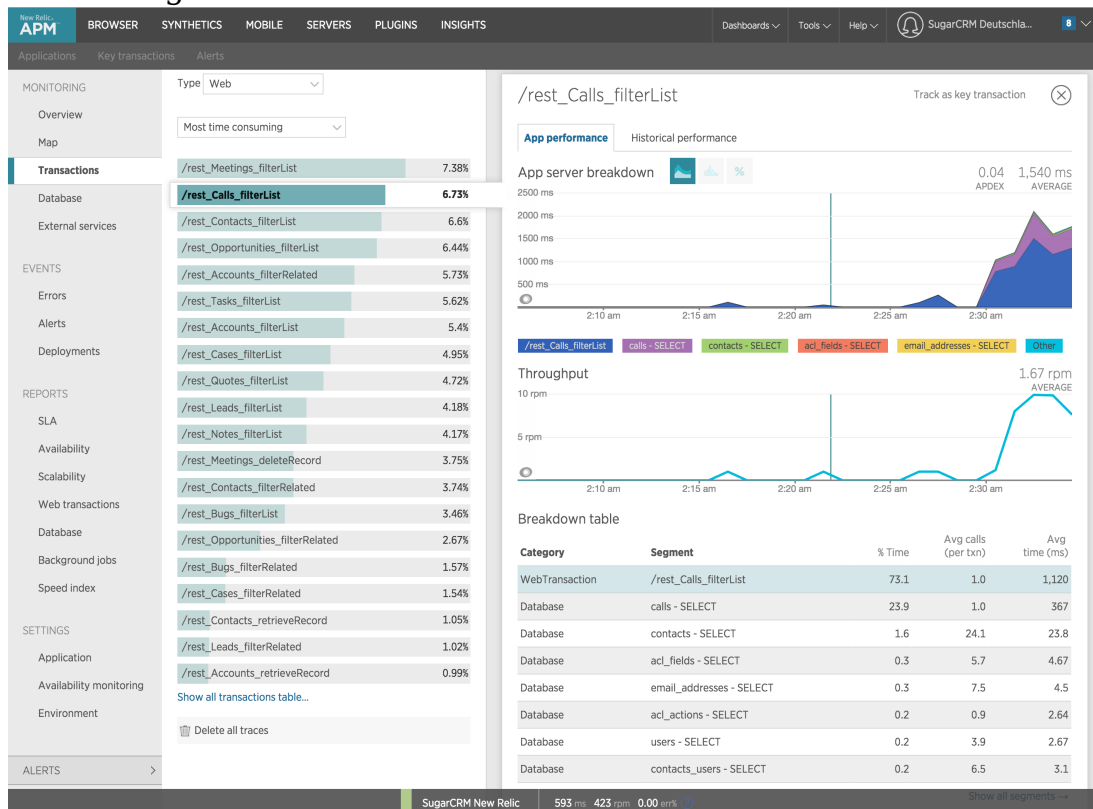 New Relic.
APM BROWSER SYNTHETICS MOBILE SERVERS PLUGINS INSIGHTS Dashboards Tools Help SugarCRM Deutschla... 8
Applications Key transactions Alerts
MONITORING
Overview
Map
Transactions
Database
External services
EVENTS
Errors
Alerts
Deployments
REPORTS
SLA
Availability
Scalability
Web transactions
Database
Background jobs
Speed index
SETTINGS
Application
Availability monitoring
Environment
ALERTS >
Type Web
Most time consuming
/rest_Meetings_filterList 7.38%
/rest_Calls_filterList 6.73%
/rest_Contacts_filterList 6.6%
/rest_Opportunities_filterList 6.44%
/rest_Accounts_filterRelated 5.73%
/rest_Tasks_filterList 5.62%
/rest_Accounts_filterList 5.4%
/rest_Cases_filterList 4.95%
/rest_Quotes_filterList 4.72%
/rest_Leads_filterList 4.18%
/rest_Notes_filterList 4.17%
/rest_Meetings_deleteRecord 3.75%
/rest_Contacts_filterRelated 3.74%
/rest_Bugs_filterList 3.46%
/rest_Opportunities_filterRelated 2.67%
/rest_Bugs_filterRelated 1.57%
/rest_Cases_filterRelated 1.54%
/rest_Contacts_retrieveRecord 1.05%
/rest_Leads_filterRelated 1.02%
/rest_Accounts_retrieveRecord 0.99%
Show all transactions table...
Delete all traces
/rest_Calls_filterList Track as key transaction
App performance Historical performance
App server breakdown % 0.04 1,540 ms
APDEX AVERAGE
2500 ms
2000 ms
1500 ms
1000 ms
500 ms
2:10 am 2:15 am 2:20 am 2:25 am 2:30 am
/rest_Calls_filterList calls - SELECT contacts - SELECT acl_fields - SELECT email_addresses - SELECT Other
Throughput 1.67 rpm
AVERAGE
10 rpm
5 rpm
2:10 am 2:15 am 2:20 am 2:25 am 2:30 am
Breakdown table
Category Segment % Time Avg calls (per txn) Avg time (ms)
WebTransaction /rest_Calls_filterList 73.1 1.0 1,120
Database calls - SELECT 23.9 1.0 367
Database contacts - SELECT 1.6 24.1 23.8
Database acl_fields - SELECT 0.3 5.7 4.67
Database email_addresses - SELECT 0.3 7.5 4.5
Database acl_actions - SELECT 0.2 0.9 2.64
Database users - SELECT 0.2 3.9 2.67
Database contacts_users - SELECT 0.2 6.5 3.1
Show all segments →
SugarCRM New Relic 593 ms 423 rpm 0.00 err%